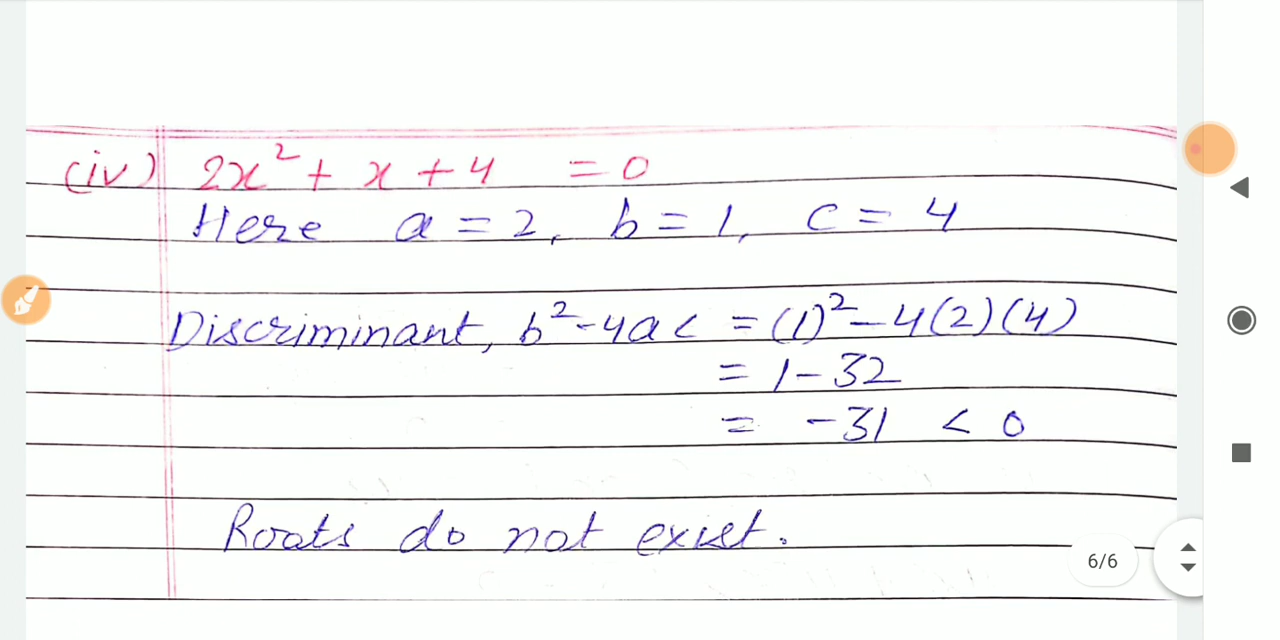 (iv) 2x² + x + 4 = 0
Here a = 2, b = 1, c = 4
Discriminant, b² - 4ac = (1)² - 4(2)(4)
= 1 - 32
= -31 < 0
Roots do not exist.
6/6